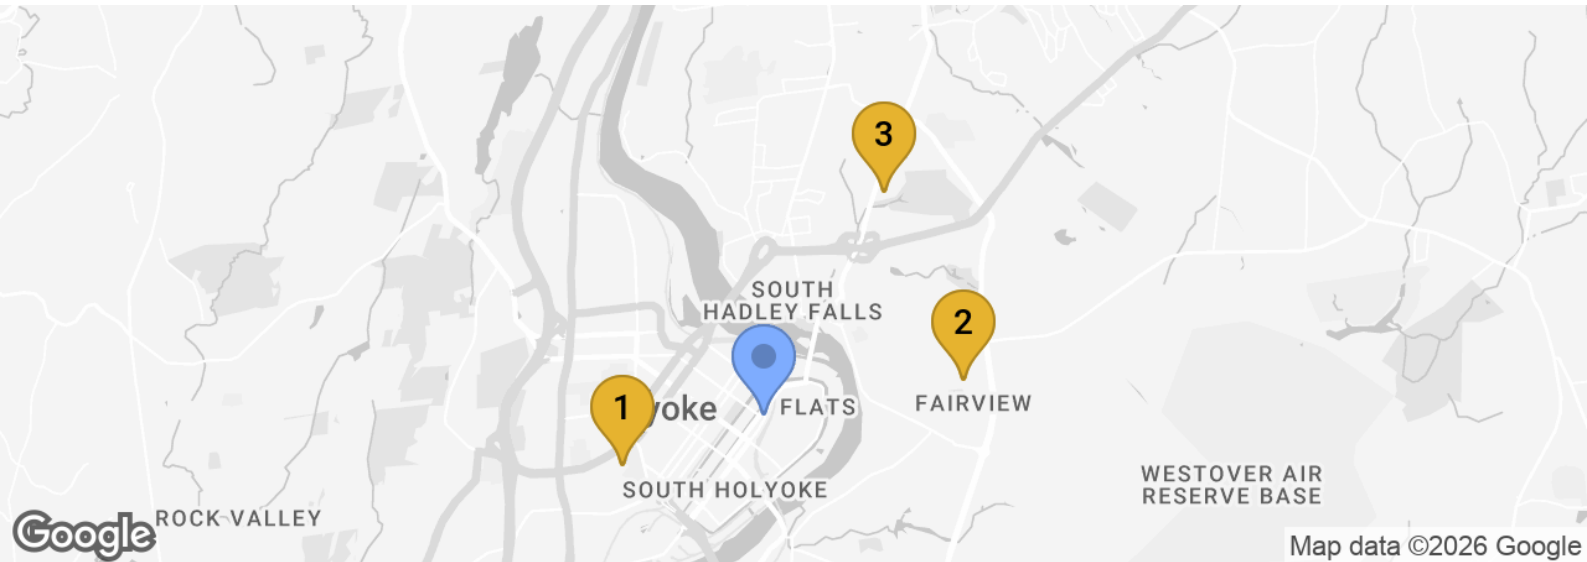 3
SOUTH
HADLEY FALLS
2
1
yoke
FLATS
FAIRVIEW
SOUTH HOLYOKE
WESTOVER AIR
RESERVE BASE
ROCK VALLEY
Google
Map data ©2026 Google